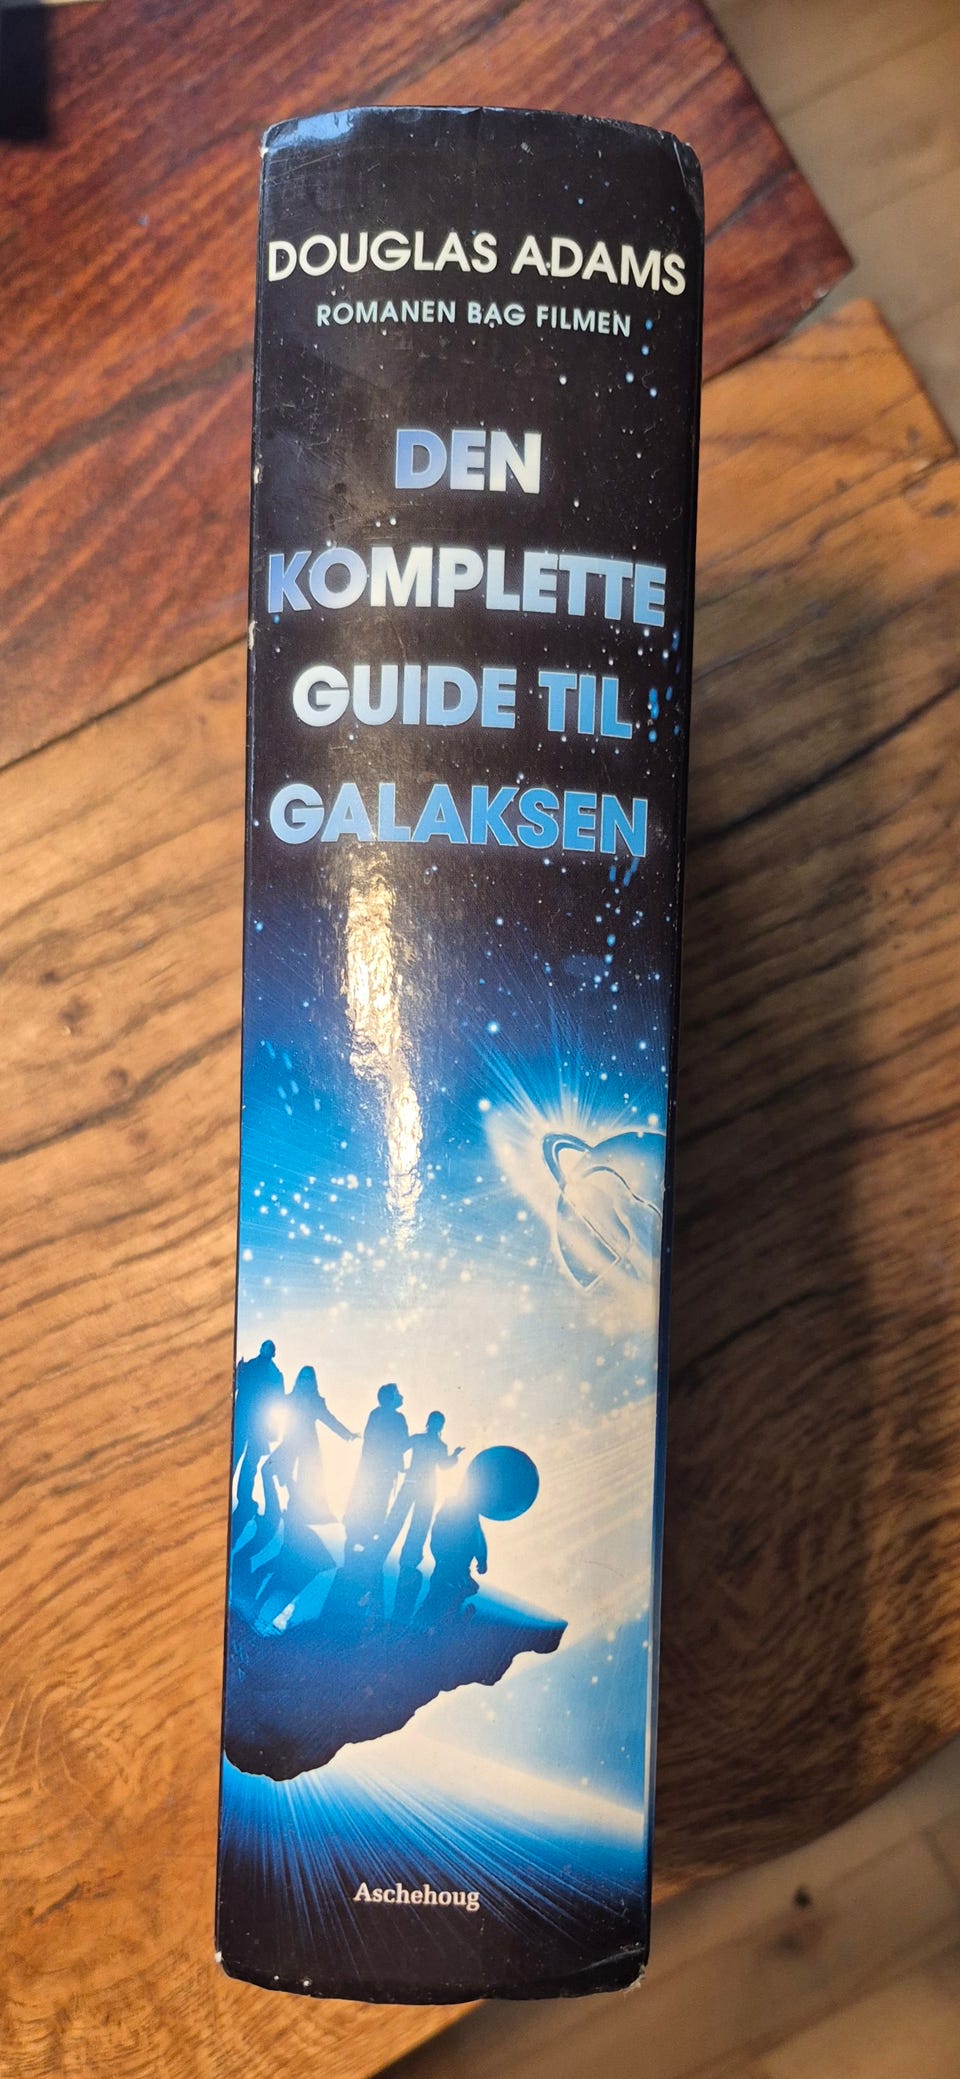 DOUGLAS ADAMS
ROMANEN BAG FILMEN
DEN
KOMPLETTE
GUIDE TIL
GALAKSEN
Aschehoug